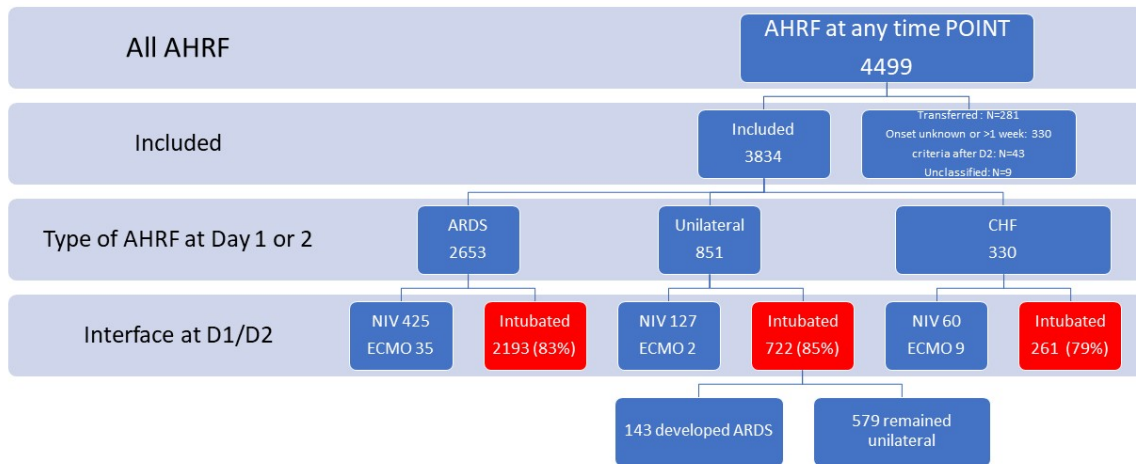 All AHRF
AHRF at any time POINT
4499
Included
Included
3834
Transferred : N=281
Onset unknown or >1 week: 330
criteria after D2: N=43
Unclassified: N=9
Type of AHRF at Day 1 or 2
ARDS
2653
Unilateral
851
CHF
330
Interface at D1/D2
NIV 425
ECMO 35
Intubated
2193 (83%)
NIV 127
ECMO 2
Intubated
722 (85%)
NIV 60
ECMO 9
Intubated
261 (79%)
143 developed ARDS
579 remained
unilateral